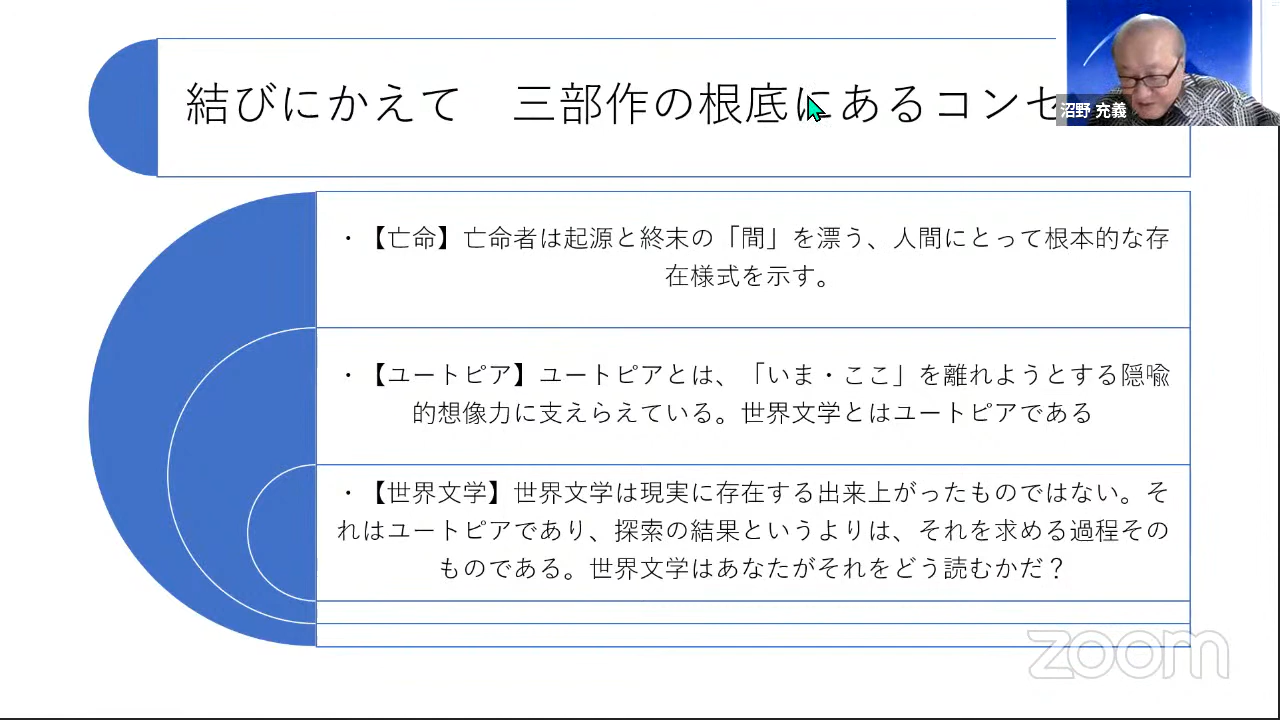 結びにかえて　三部作の根底にあるコンセ
沼野 充義
・【亡命】亡命者は起源と終末の「間」を漂う、人間にとって根本的な存
在様式を示す。
・【ユートピア】ユートピアとは、「いま・ここ」を離れようとする隠喩
的想像力に支えらえている。世界文学とはユートピアである
・【世界文学】世界文学は現実に存在する出来上がったものではない。そ
れはユートピアであり、探索の結果というよりは、それを求める過程その
ものである。世界文学はあなたがそれをどう読むかだ？
zoom